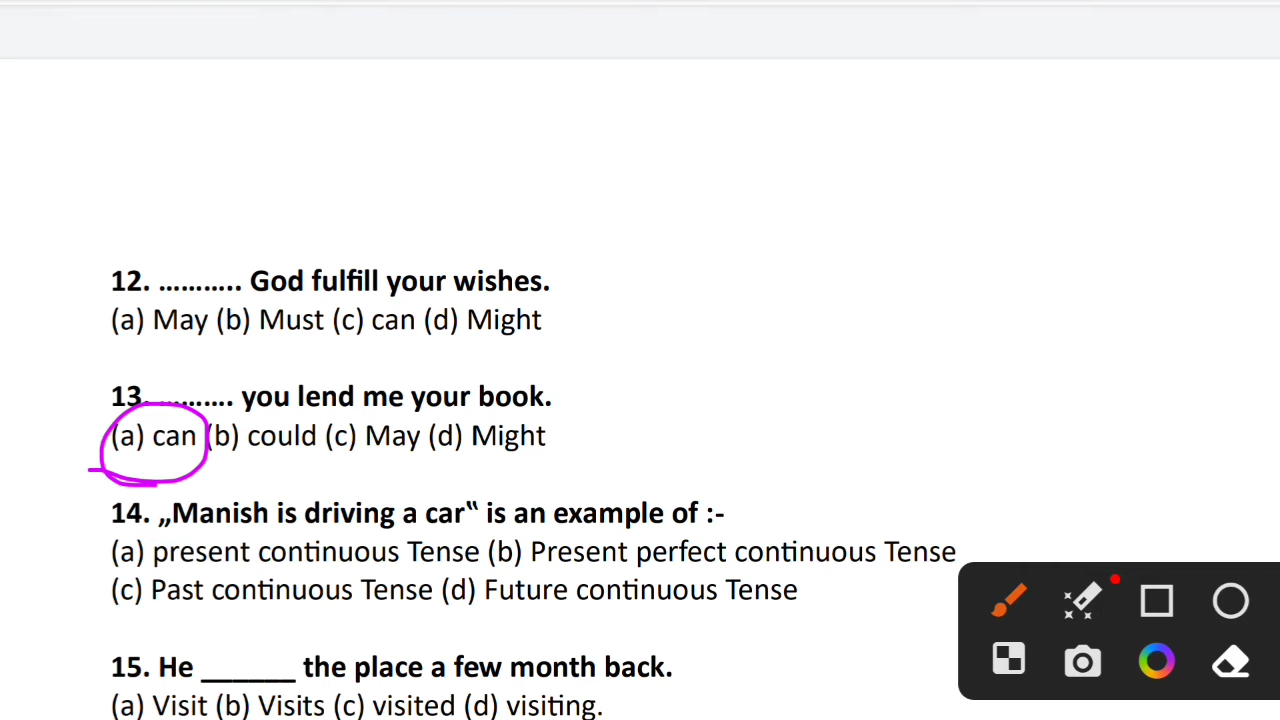 12. ……….. God fulfill your wishes.
(a) May (b) Must (c) can (d) Might
13. ………. you lend me your book.
(a) can (b) could (c) May (d) Might
14. „Manish is driving a car‟ is an example of :-
(a) present continuous Tense (b) Present perfect continuous Tense
(c) Past continuous Tense (d) Future continuous Tense
15. He ______ the place a few month back.
(a) Visit (b) Visits (c) visited (d) visiting.